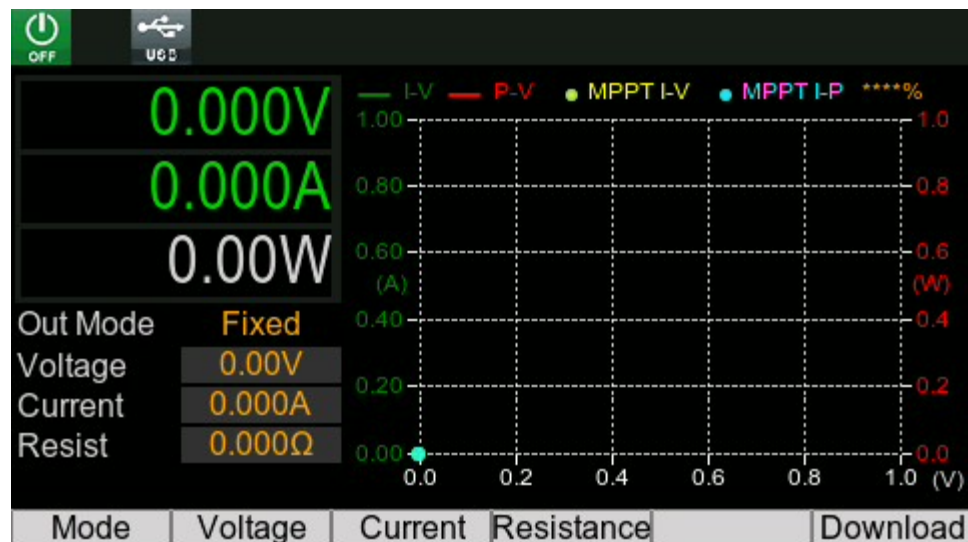 OFF USB
0.000V
0.000A
0.00W
Out Mode Fixed
Voltage 0.00V
Current 0.000A
Resist 0.000Ω
I-V P-V MPPT I-V MPPT I-P ****%
1.00 1.0
0.80 0.8
0.60 0.6
(A) (W)
0.40 0.4
0.20 0.2
0.00 0.0
0.0 0.2 0.4 0.6 0.8 1.0 (V)
Mode Voltage Current Resistance Download